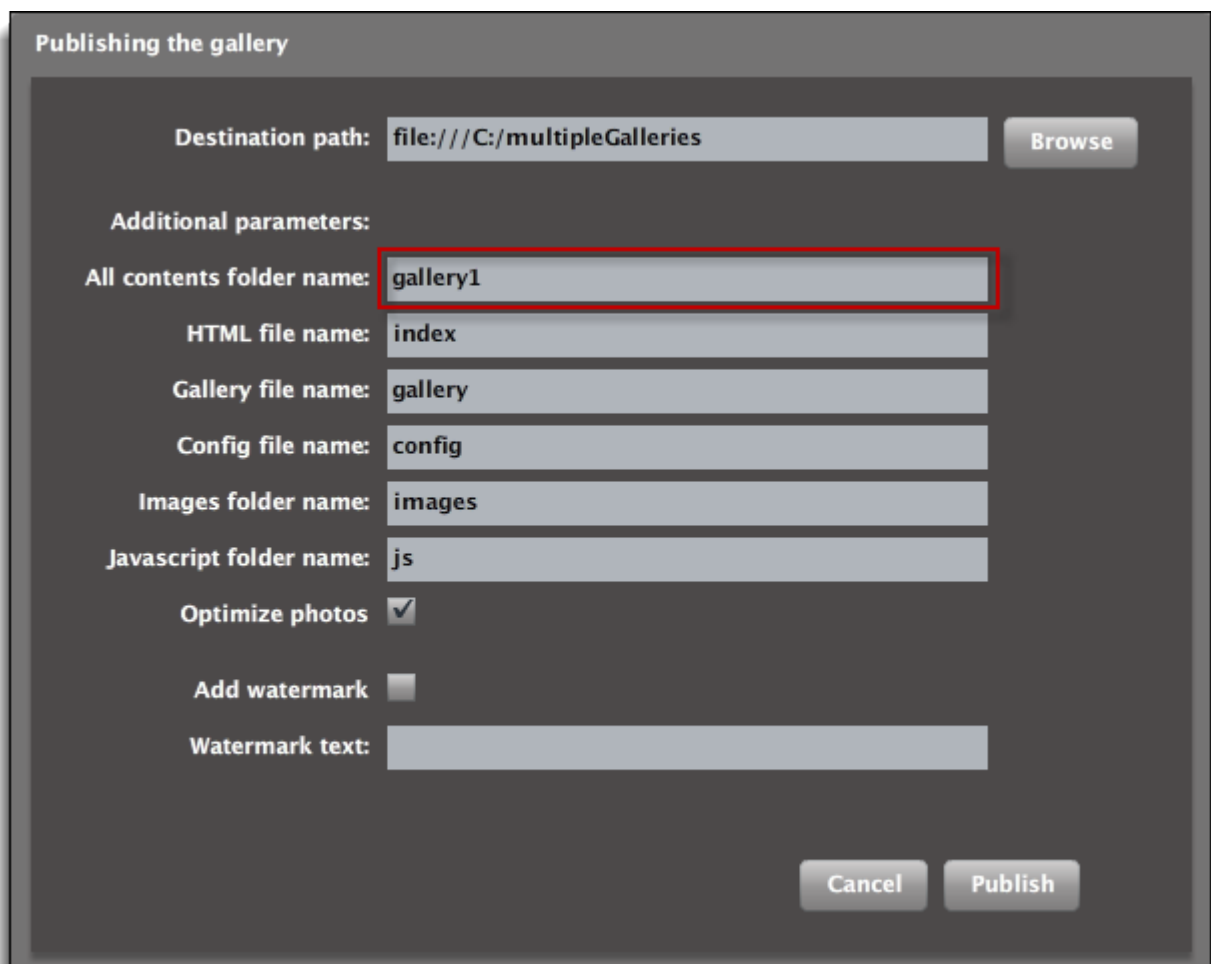 Publishing the gallery
Destination path: file:///C:/multipleGalleries Browse
Additional parameters:
All contents folder name: gallery1
HTML file name: index
Gallery file name: gallery
Config file name: config
Images folder name: images
Javascript folder name: js
Optimize photos
Add watermark
Watermark text:
Cancel Publish